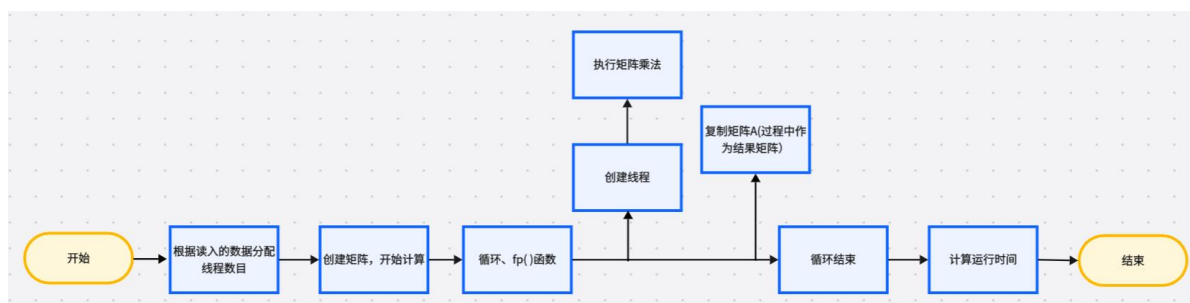 执行矩阵乘法
复制矩阵A(过程中作
为结果矩阵）
创建线程
开始
根据读入的数据分配
线程数目
创建矩阵，开始计算
循环、fp( )函数
循环结束
计算运行时间
结束